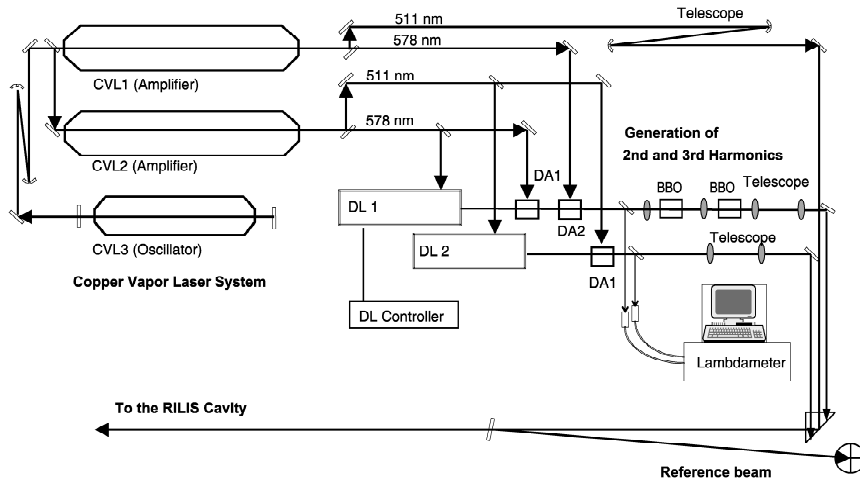 511 nm
Telescope
578 nm
CVL1 (Amplifier)
511 nm
578 nm
CVL2 (Amplifier)
Generation of
2nd and 3rd Harmonics
DA1
BBO
BBO
Telescope
DL 1
DA2
CVL3 (Oscillator)
DL 2
Telescope
DA1
Copper Vapor Laser System
DL Controller
Lambdameter
To the RILIS Cavity
Reference beam